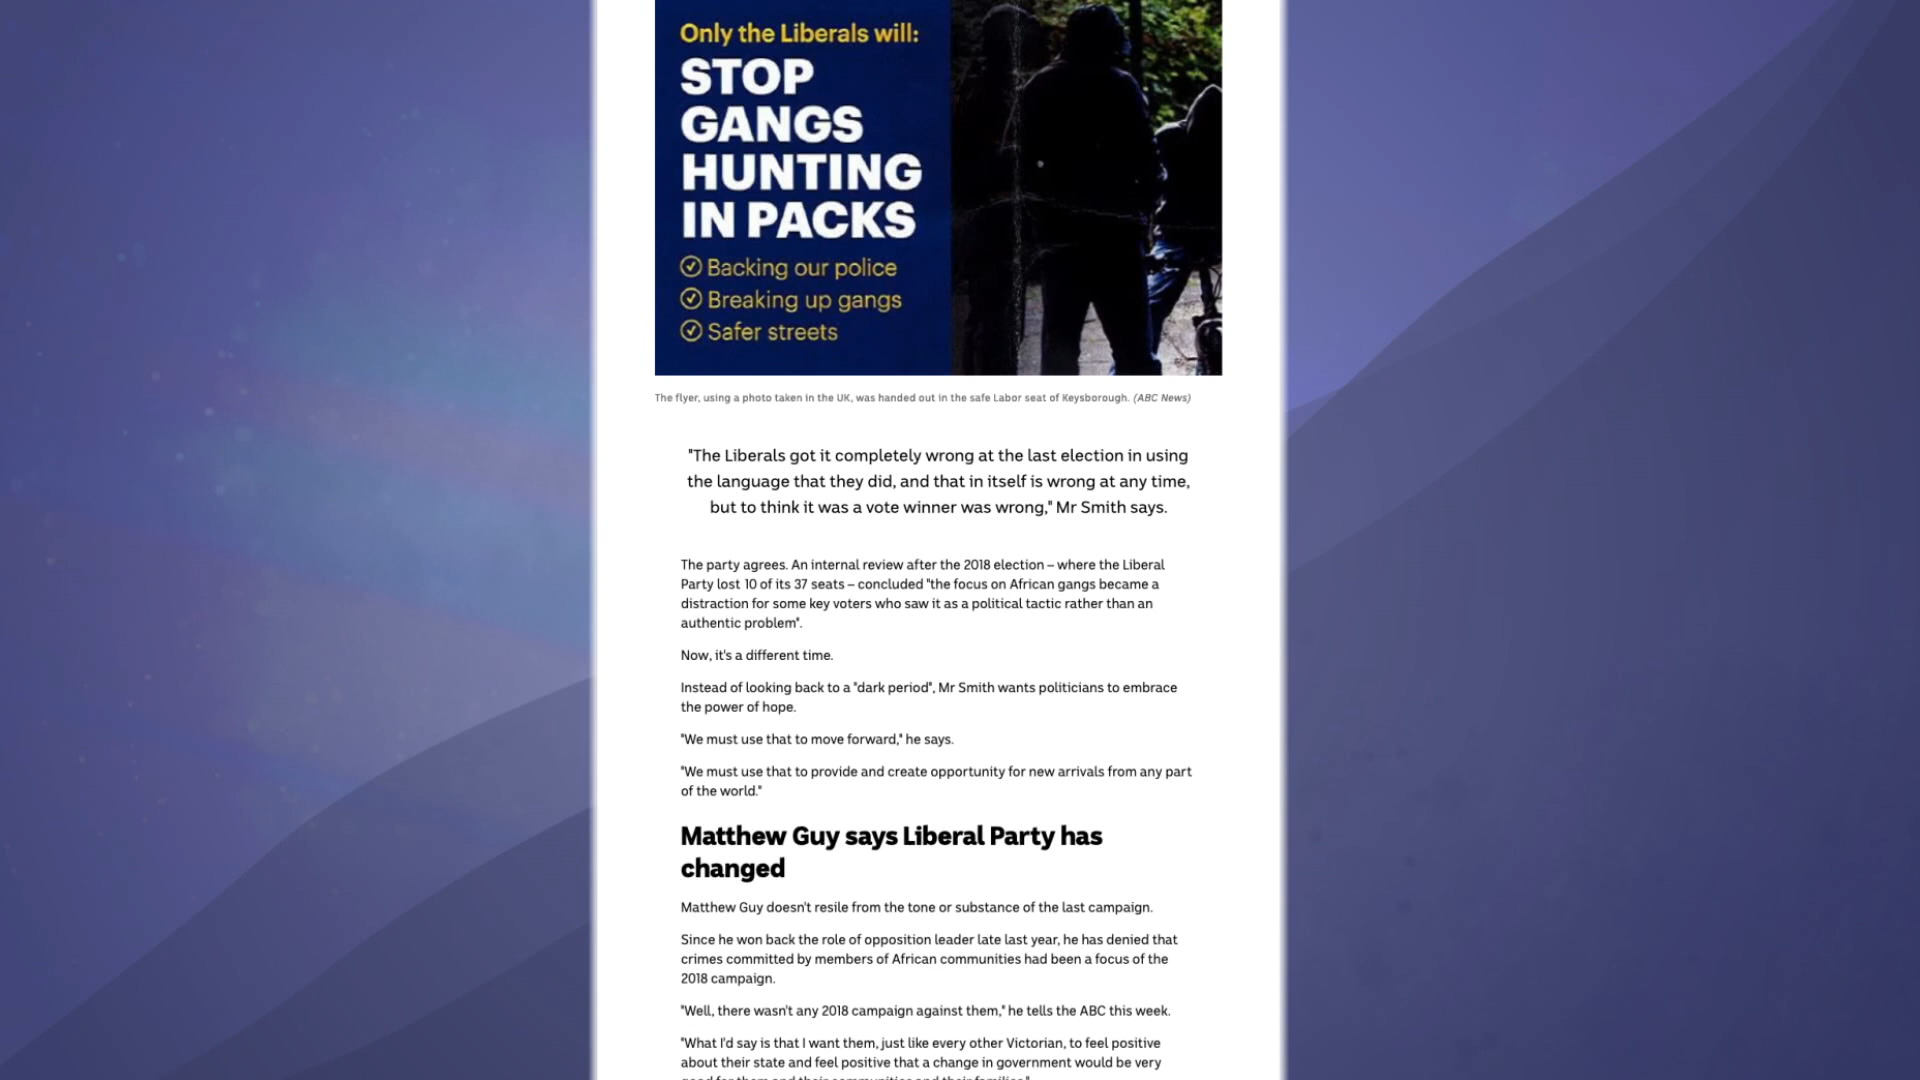 Only the Liberals will:
STOP
GANGS
HUNTING
IN PACKS
Backing our police
Breaking up gangs
Safer streets
The flyer, using a photo taken in the UK, was handed out in the safe Labor seat of Keysborough. (ABC News)
"The Liberals got it completely wrong at the last election in using
the language that they did, and that in itself is wrong at any time,
but to think it was a vote winner was wrong," Mr Smith says.
The party agrees. An internal review after the 2018 election – where the Liberal
Party lost 10 of its 37 seats – concluded "the focus on African gangs became a
distraction for some key voters who saw it as a political tactic rather than an
authentic problem".
Now, it's a different time.
Instead of looking back to a "dark period", Mr Smith wants politicians to embrace
the power of hope.
"We must use that to move forward," he says.
"We must use that to provide and create opportunity for new arrivals from any part
of the world."
Matthew Guy says Liberal Party has
changed
Matthew Guy doesn't resile from the tone or substance of the last campaign.
Since he won back the role of opposition leader late last year, he has denied that
crimes committed by members of African communities had been a focus of the
2018 campaign.
"Well, there wasn't any 2018 campaign against them," he tells the ABC this week.
"What I'd say is that I want them, just like every other Victorian, to feel positive
about their state and feel positive that a change in government would be very
good for them and their communities and their families."